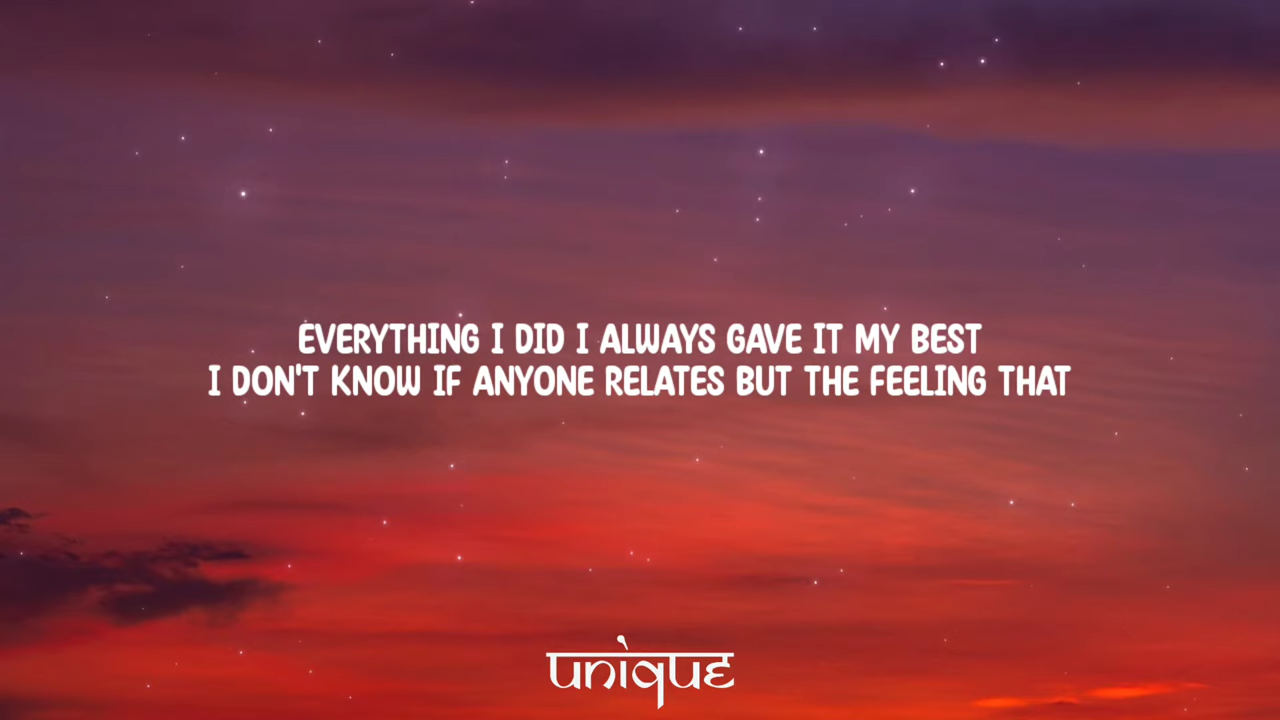 EVERYTHING I DID I ALWAYS GAVE IT MY BEST
I DON'T KNOW IF ANYONE RELATES BUT THE FEELING THAT
unique